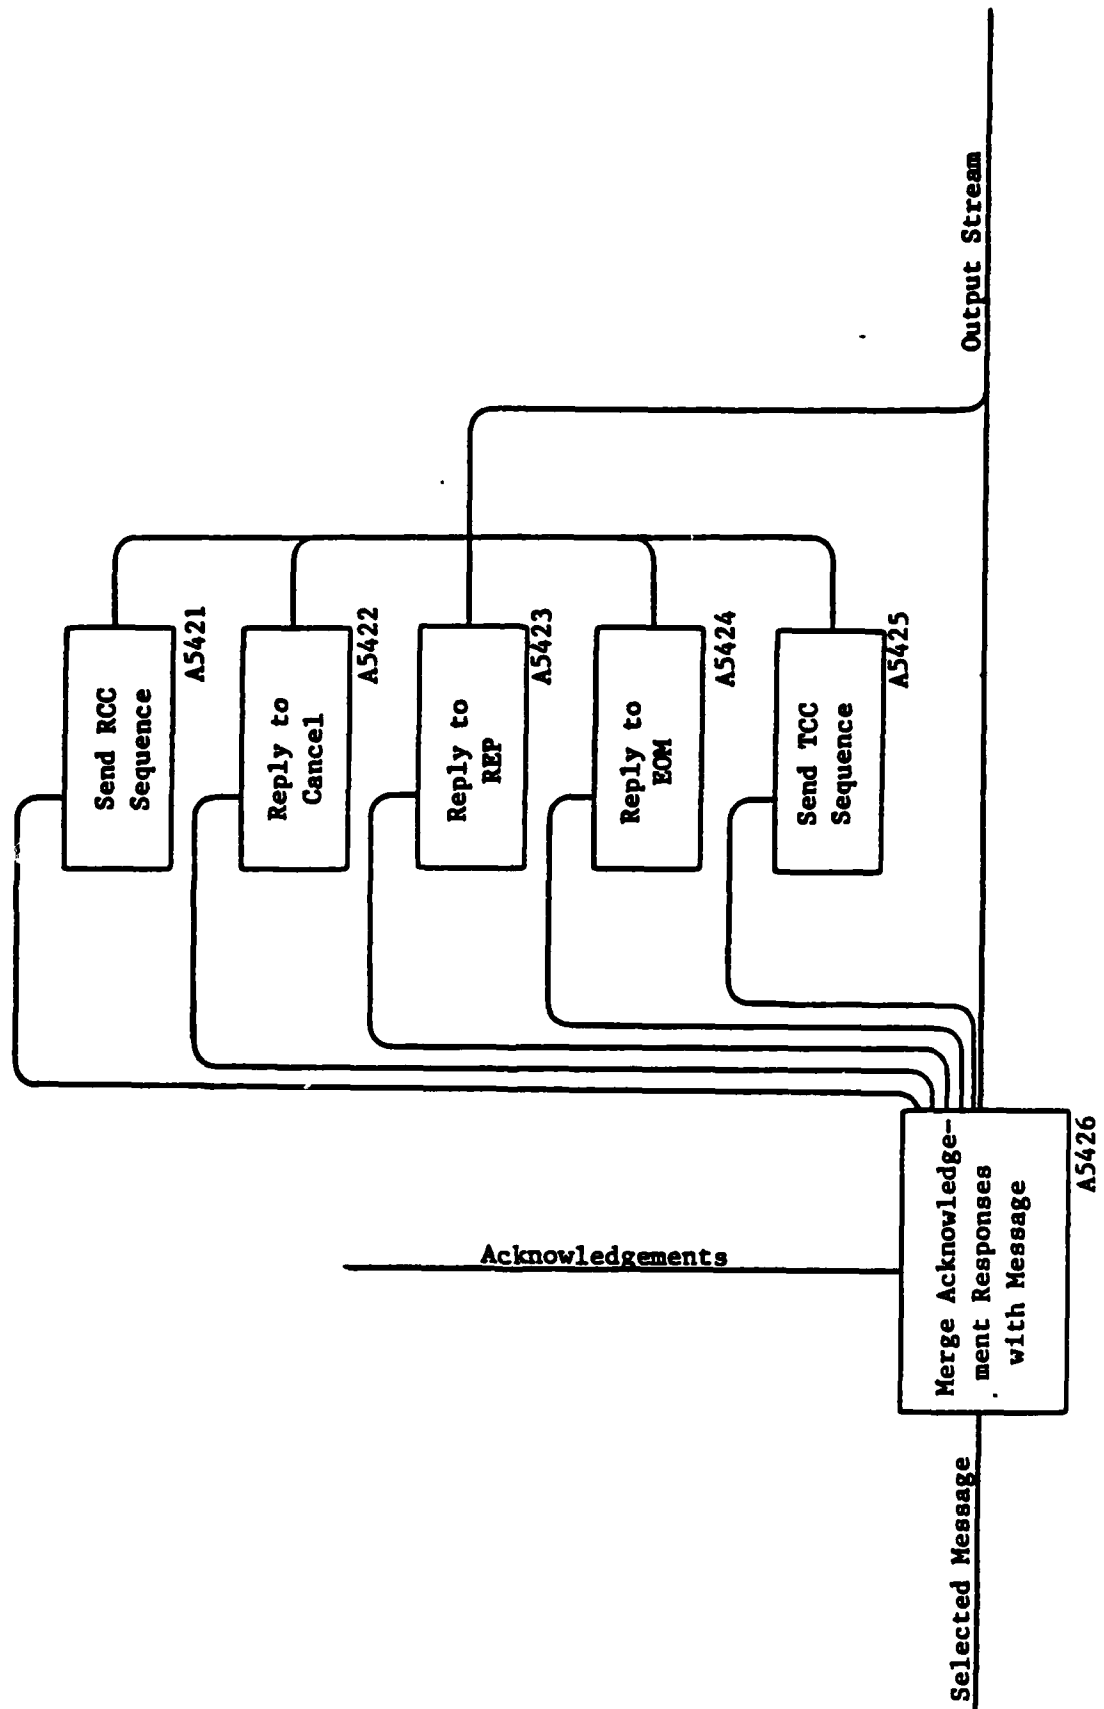 Send RCC
Sequence
A5421
Reply to
Cancel
A5422
Reply to
REP
A5423
Reply to
EOM
A5424
Send TCC
Sequence
A5425
Acknowledgements
Output Stream
Selected Message
Merge Acknowledge-
ment Responses
with Message
A5426